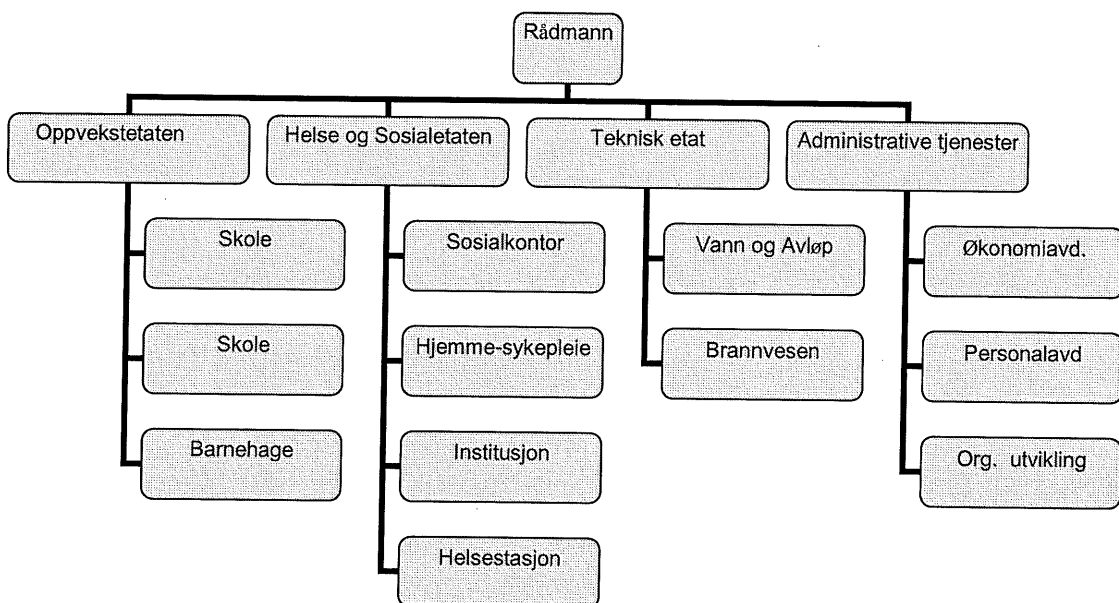 Rådmann
Oppvekstetaten
Helse og Sosialetaten
Teknisk etat
Administrative tjenester
Skole
Sosialkontor
Vann og Avløp
Økonomiavd.
Skole
Hjemme-sykepleie
Brannvesen
Personalavd
Barnehage
Institusjon
Org. utvikling
Helsestasjon